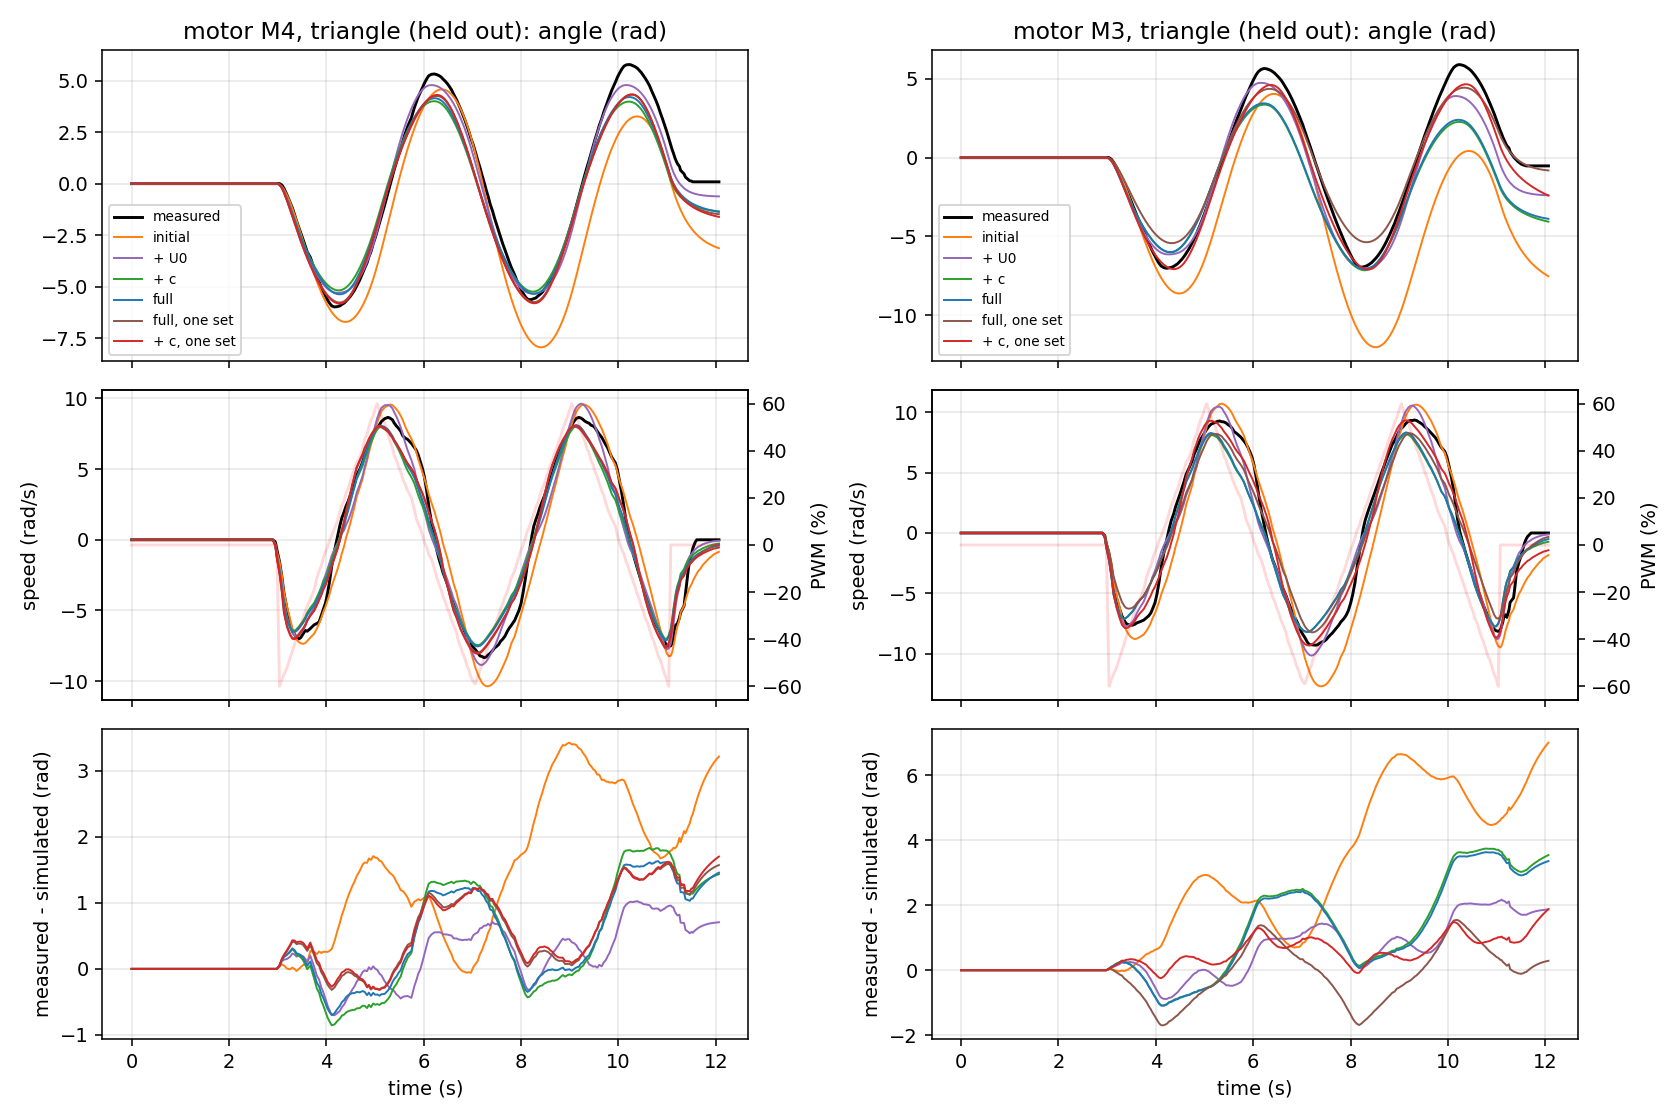 motor M4, triangle (held out): angle (rad)
motor M3, triangle (held out): angle (rad)
5.0
2.5
0.0
−2.5
−5.0
−7.5
measured
initial
+ U0
+ c
full
full, one set
+ c, one set
5
0
−5
−10
measured
initial
+ U0
+ c
full
full, one set
+ c, one set
speed (rad/s)
10
5
0
−5
−10
60
40
20
0
−20
−40
−60
PWM (%)
speed (rad/s)
10
5
0
−5
−10
60
40
20
0
−20
−40
−60
PWM (%)
measured - simulated (rad)
3
2
1
0
−1
0
2
4
6
8
10
12
time (s)
measured - simulated (rad)
6
4
2
0
−2
0
2
4
6
8
10
12
time (s)